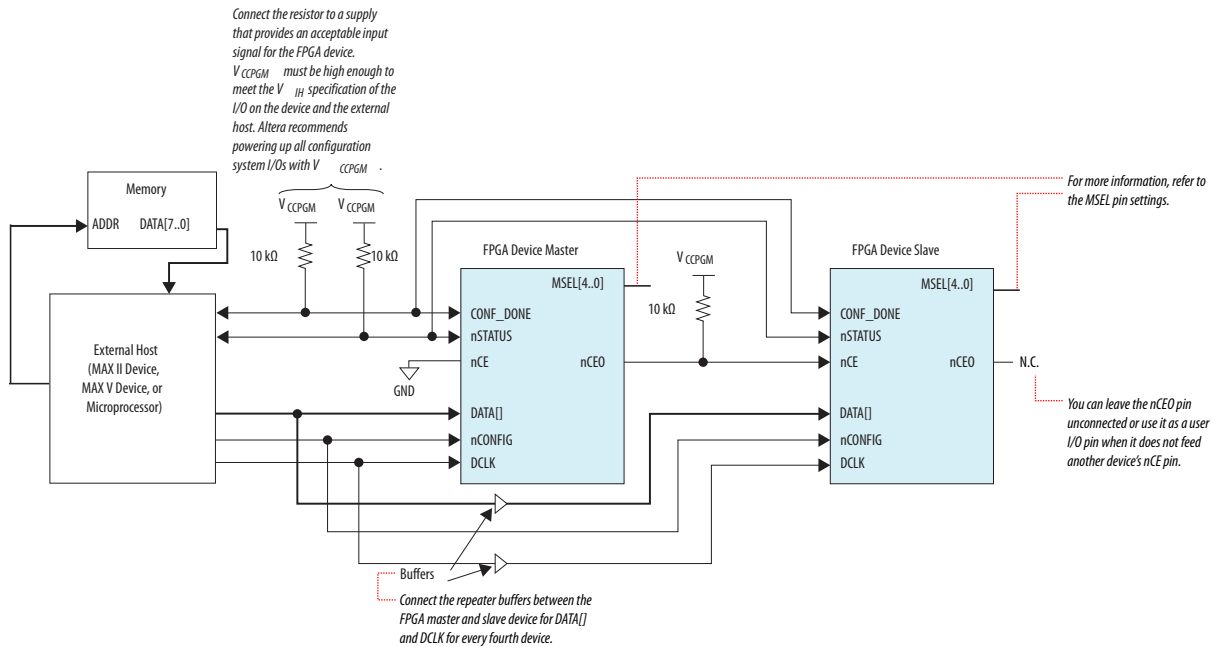 Connect the resistor to a supply
that provides an acceptable input
signal for the FPGA device.
V CCPGM must be high enough to
meet the V IH specification of the
I/O on the device and the external
host. Altera recommends
powering up all configuration
system I/Os with V CCPGM .
Memory
ADDR DATA[7..0]
V CCPGM V CCPGM
10 kΩ 10 kΩ
For more information, refer to
the MSEL pin settings.
FPGA Device Master
V CCPGM
10 kΩ
FPGA Device Slave
MSEL[4..0]
CONF_DONE
nSTATUS
nCE nCEO
GND
DATA[]
nCONFIG
DCLK
MSEL[4..0]
CONF_DONE
nSTATUS
nCE nCEO N.C.
DATA[]
nCONFIG
DCLK
External Host
(MAX II Device,
MAX V Device, or
Microprocessor)
You can leave the nCEO pin
unconnected or use it as a user
I/O pin when it does not feed
another device's nCE pin.
Buffers
Connect the repeater buffers between the
FPGA master and slave device for DATA[]
and DCLK for every fourth device.